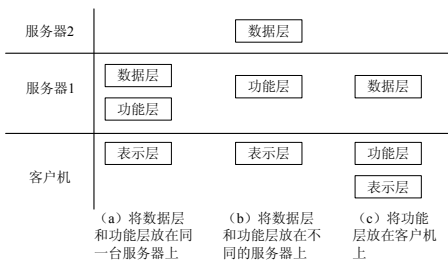 服务器2
数据层
服务器1
数据层
功能层
功能层
数据层
客户机
表示层
表示层
功能层
表示层
（a）将数据层
和功能层放在同
一台服务器上
（b）将数据层
和功能层放在不
同的服务器上
（c）将功能
层放在客户机
上